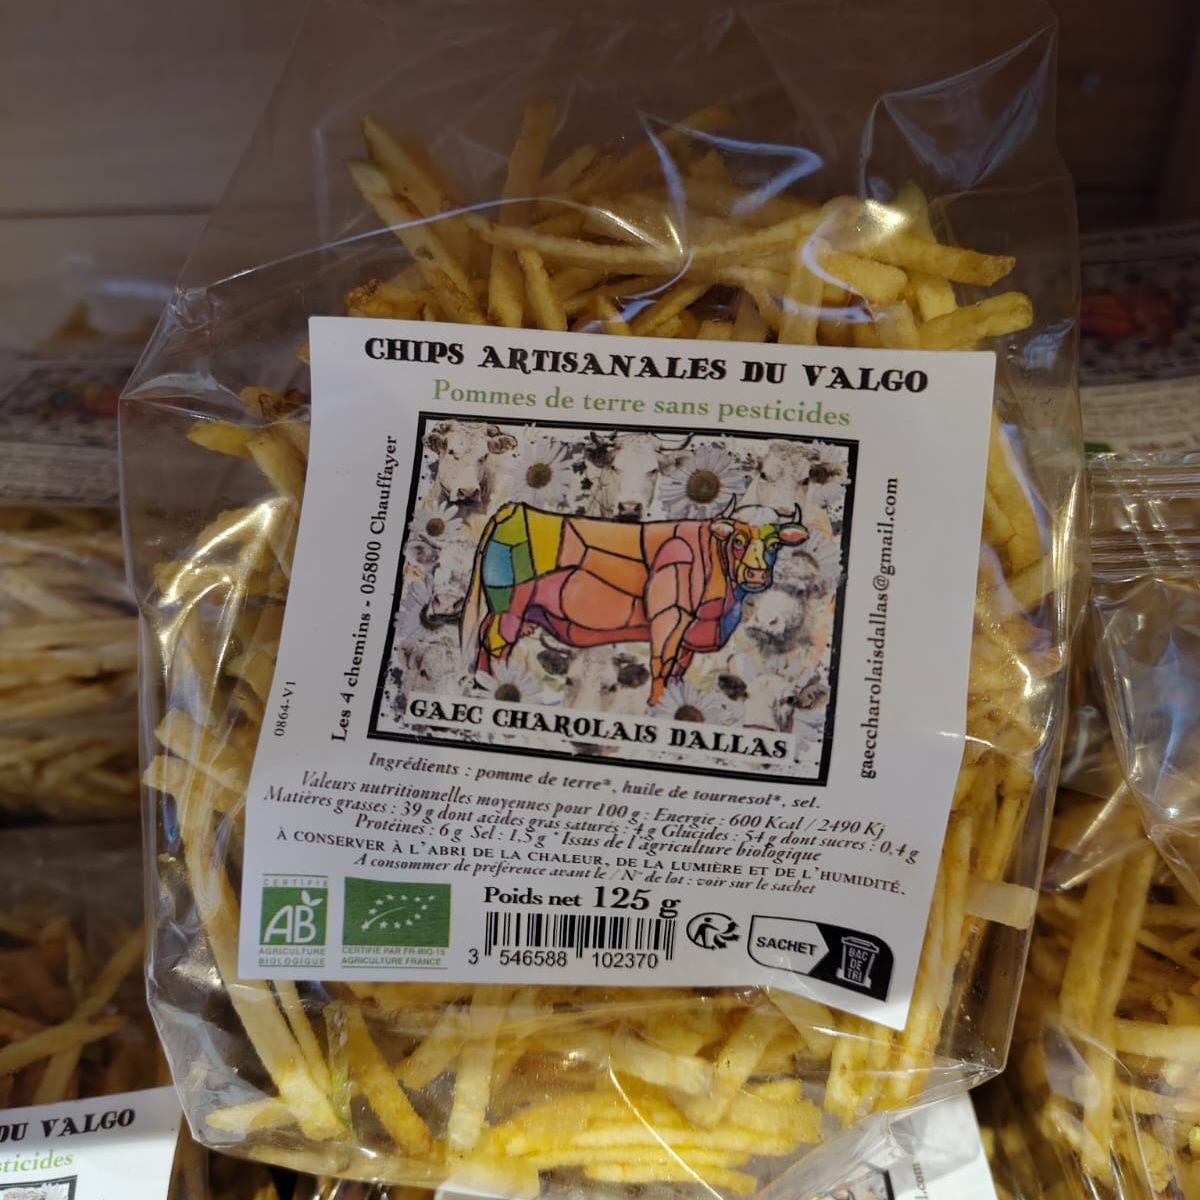 CHIPS ARTISANALES DU VALGO
Pommes de terre sans pesticides
Les 4 chemins - 05800 Chauffayer
gaeccharolaisdallas@gmail.com
0864-V1
GAEC CHAROLAIS DALLAS
Ingrédients : pomme de terre*, huile de tournesol*, sel.
Valeurs nutritionnelles moyennes pour 100 g : Energie : 600 Kcal / 2490 Kj
Matières grasses : 39 g dont acides gras saturés : 4 g Glucides : 54 g dont sucres : 0,4 g
Protéines : 6 g Sel : 1.5 g *Issus de l'agriculture biologique
À CONSERVER À L'ABRI DE LA CHALEUR, DE LA LUMIÈRE ET DE L'HUMIDITÉ.
A consommer de préférence avant le / N° de lot : voir sur le sachet
Poids net 125 g
CERTIFIÉ
AB
AGRICULTURE
BIOLOGIQUE
CERTIFIÉ PAR FR-BIO-15
AGRICULTURE FRANCE
3 546588 102370
SACHET
BAC
DE
TRI
DU VALGO
sticides
l.com